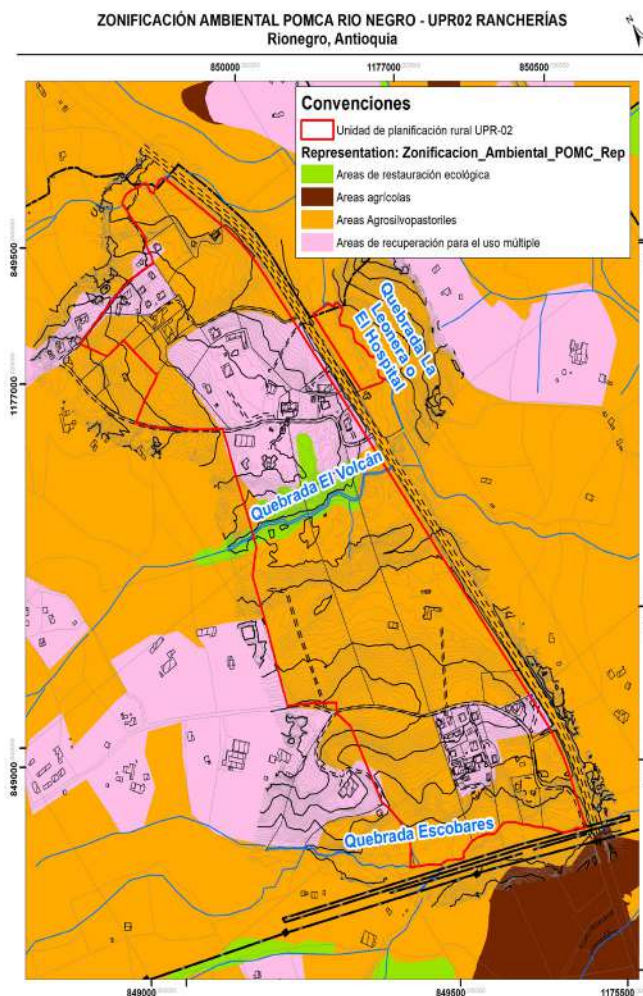 ZONIFICACIÓN AMBIENTAL POMCA RIO NEGRO - UPR02 RANCHERÍAS
Rionegro, Antioquia
N
850000
1177000
850500
Convenciones
Unidad de planificación rural UPR-02
Representation: Zonificacion_Ambiental_POMC_Rep
Areas de restauración ecológica
Areas agrícolas
Areas Agrosilvopastoriles
Areas de recuperación para el uso múltiple
849500
Quebrada La
Leonera o
El Hospital
1177000
Quebrada El Volcán
849000
Quebrada Escobares
849000
849500
1175500